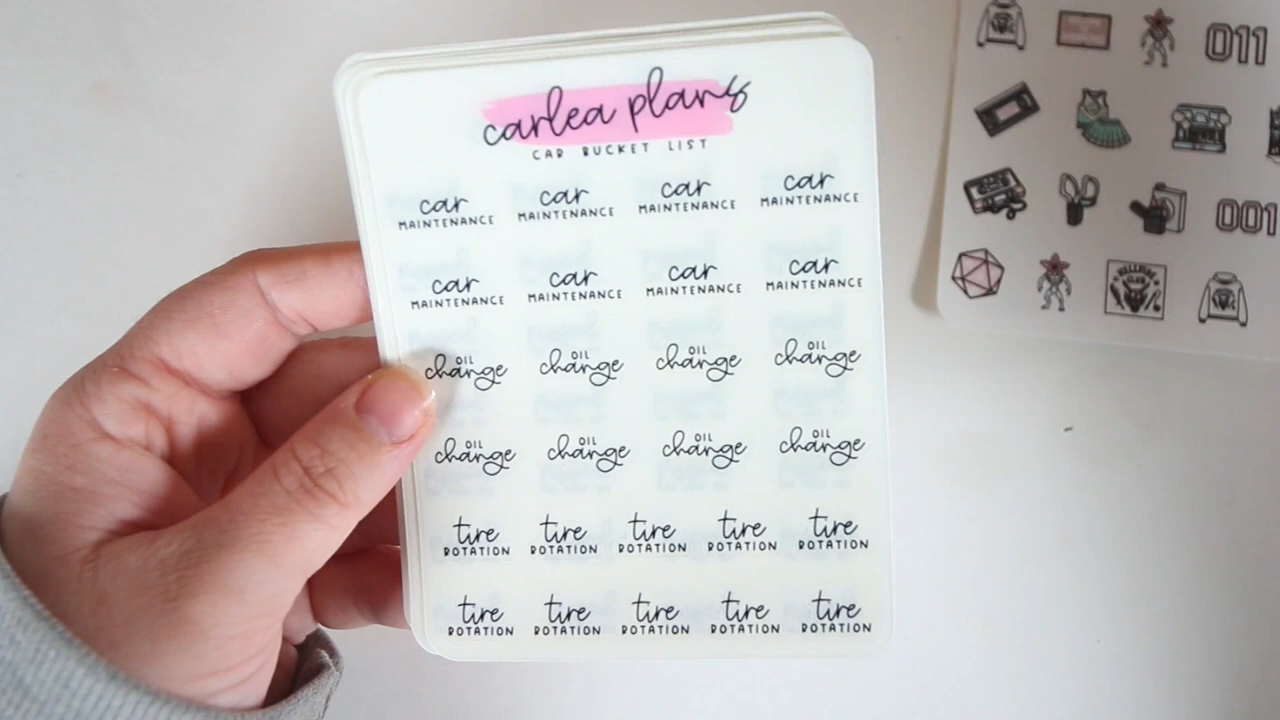 carlea plans
CAR BUCKET LIST
car car car car
MAINTENANCE MAINTENANCE MAINTENANCE MAINTENANCE
car car car car
MAINTENANCE MAINTENANCE MAINTENANCE MAINTENANCE
OIL OIL OIL OIL
change change change change
OIL OIL OIL OIL
change change change change
tire tire tire tire tire
ROTATION ROTATION ROTATION ROTATION ROTATION
tire tire tire tire tire
ROTATION ROTATION ROTATION ROTATION ROTATION
011
001
HELLFIRE
CLUB